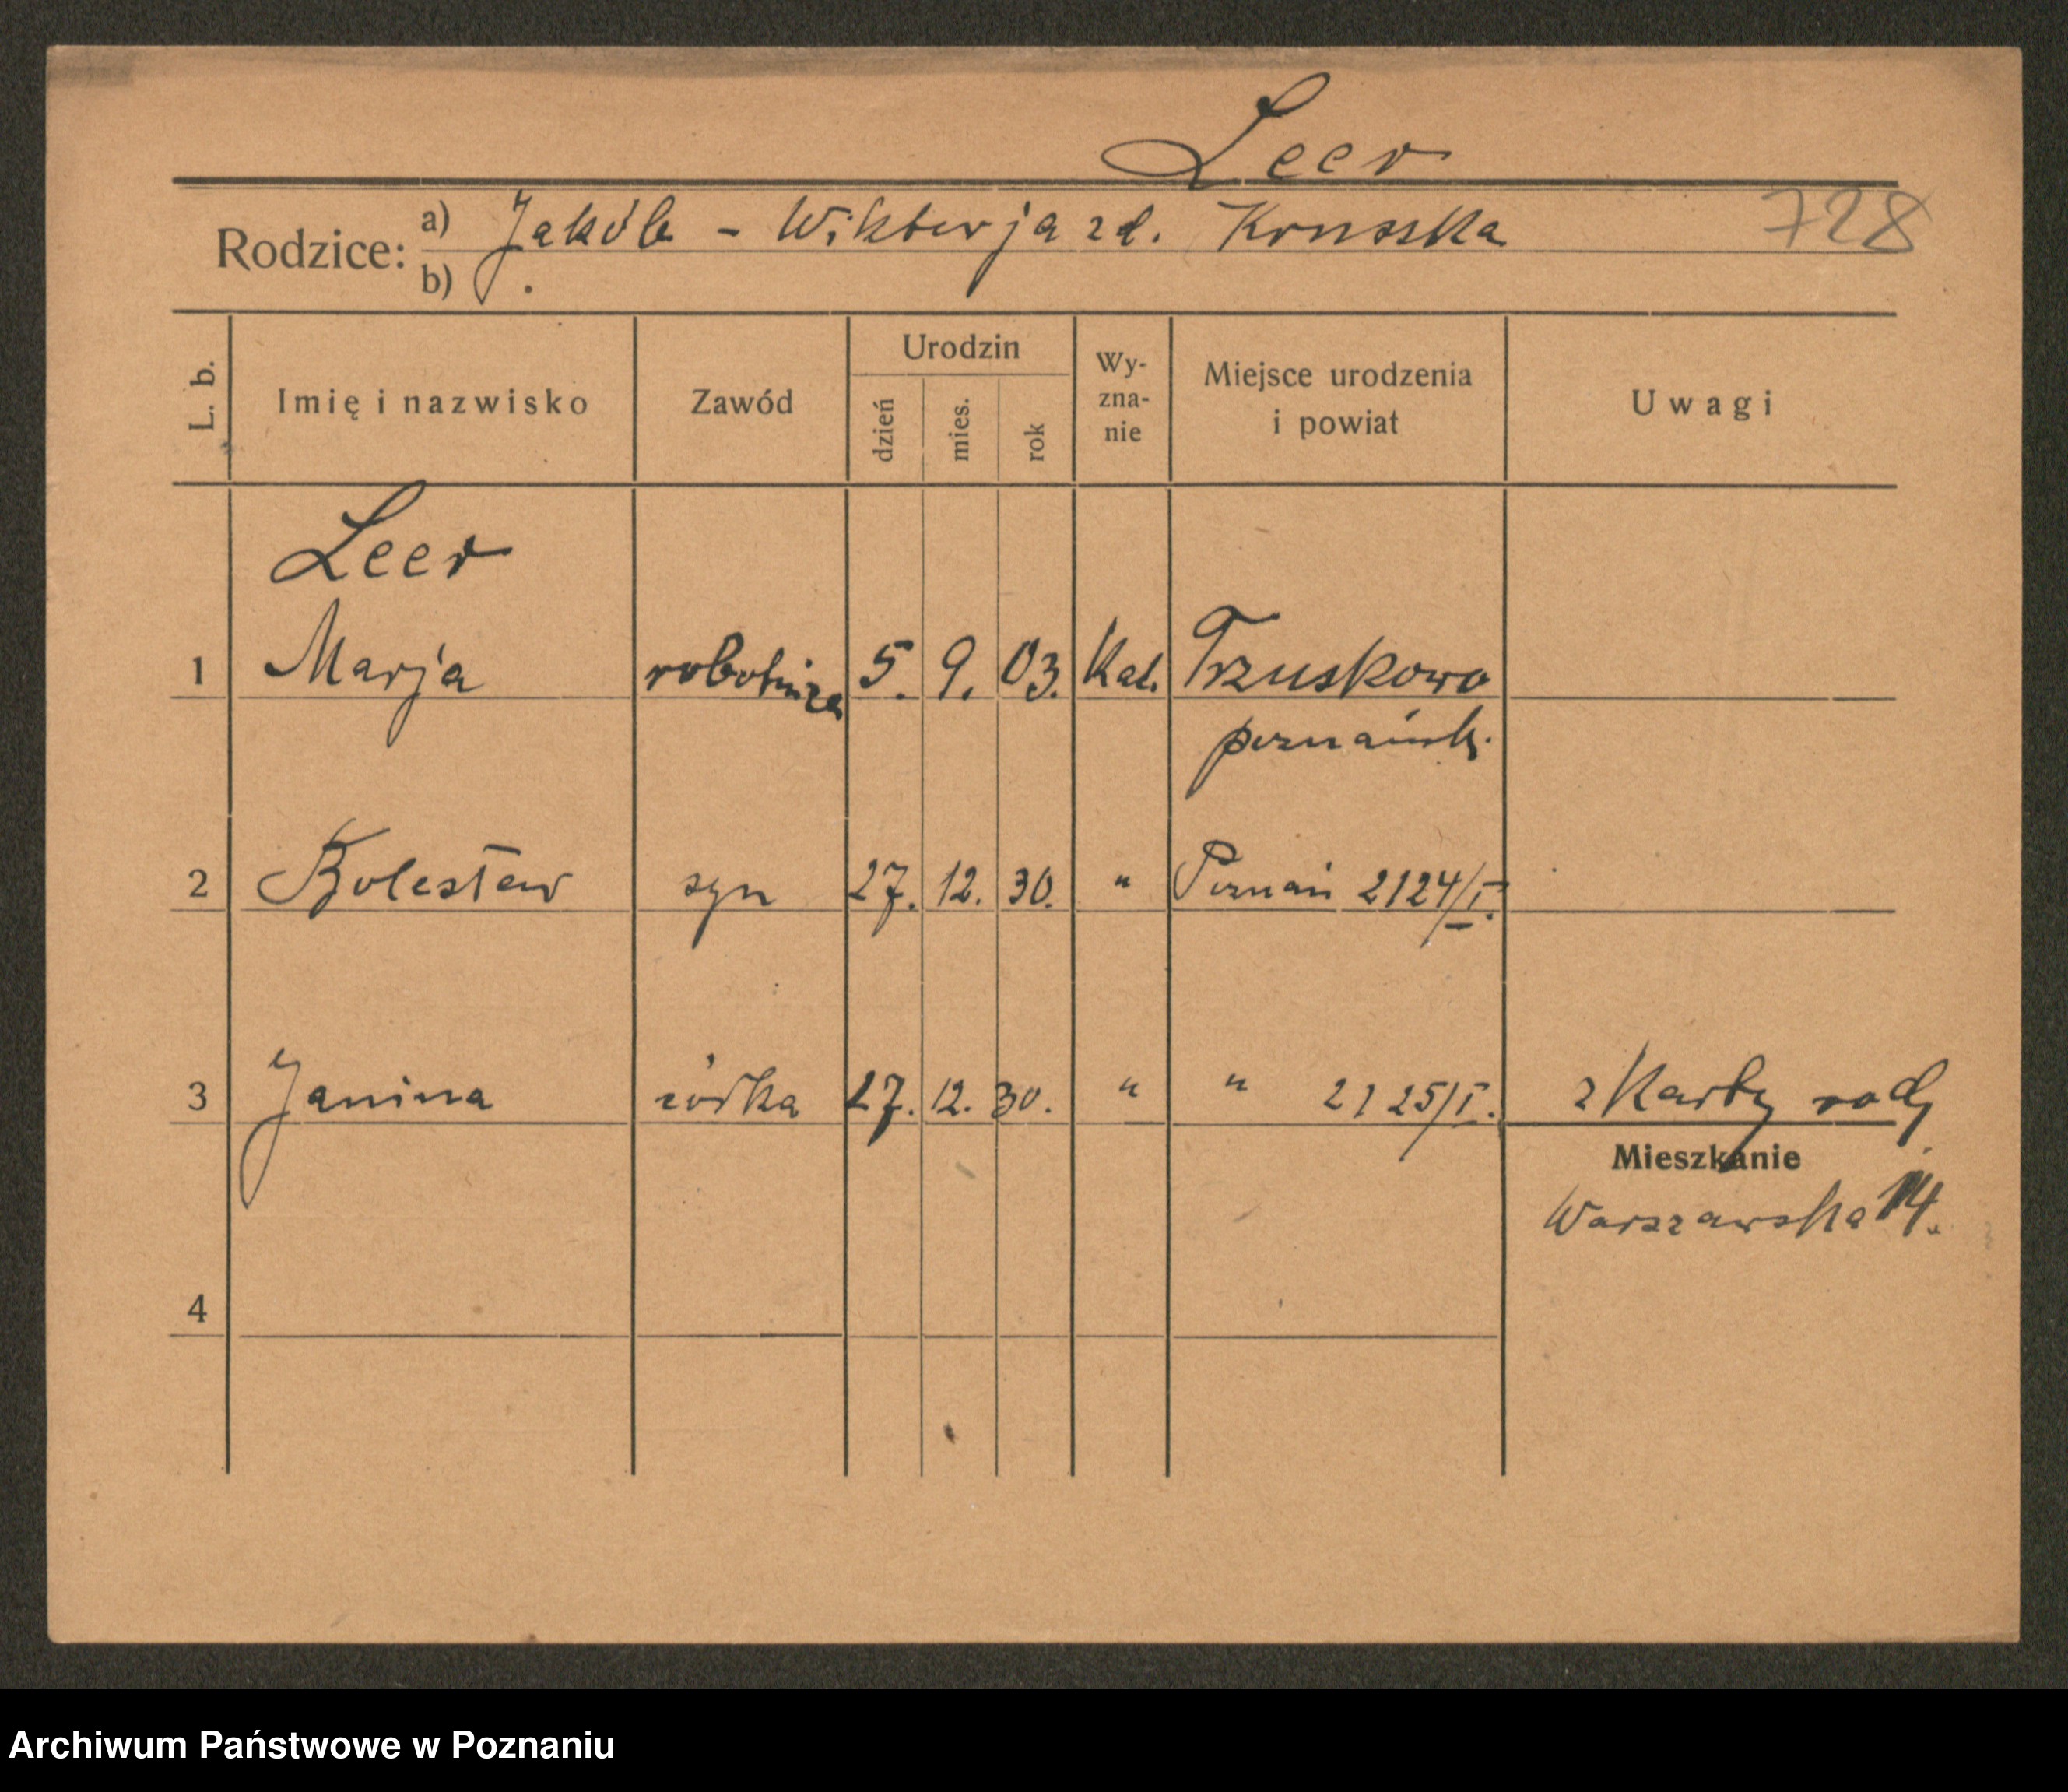 Leer
Rodzice: a) Jakób - Wiktorja zd. Kruszka 728
b)
L. b. Imię i nazwisko Zawód Urodzin dzień mies. rok Wy-zna-nie Miejsce urodzenia i powiat Uwagi
Leer
1 Marja robotnica 5. 9. 03. Kat. Trzuskowo
poznańsk.
2 Bolesław syn 27. 12. 30. " Poznań 2124/I.
3 Janina córka 27. 12. 30. " " 2125/I. z Karty rodz.
Mieszkanie
Warszawska 14.
4
Archiwum Państwowe w Poznaniu